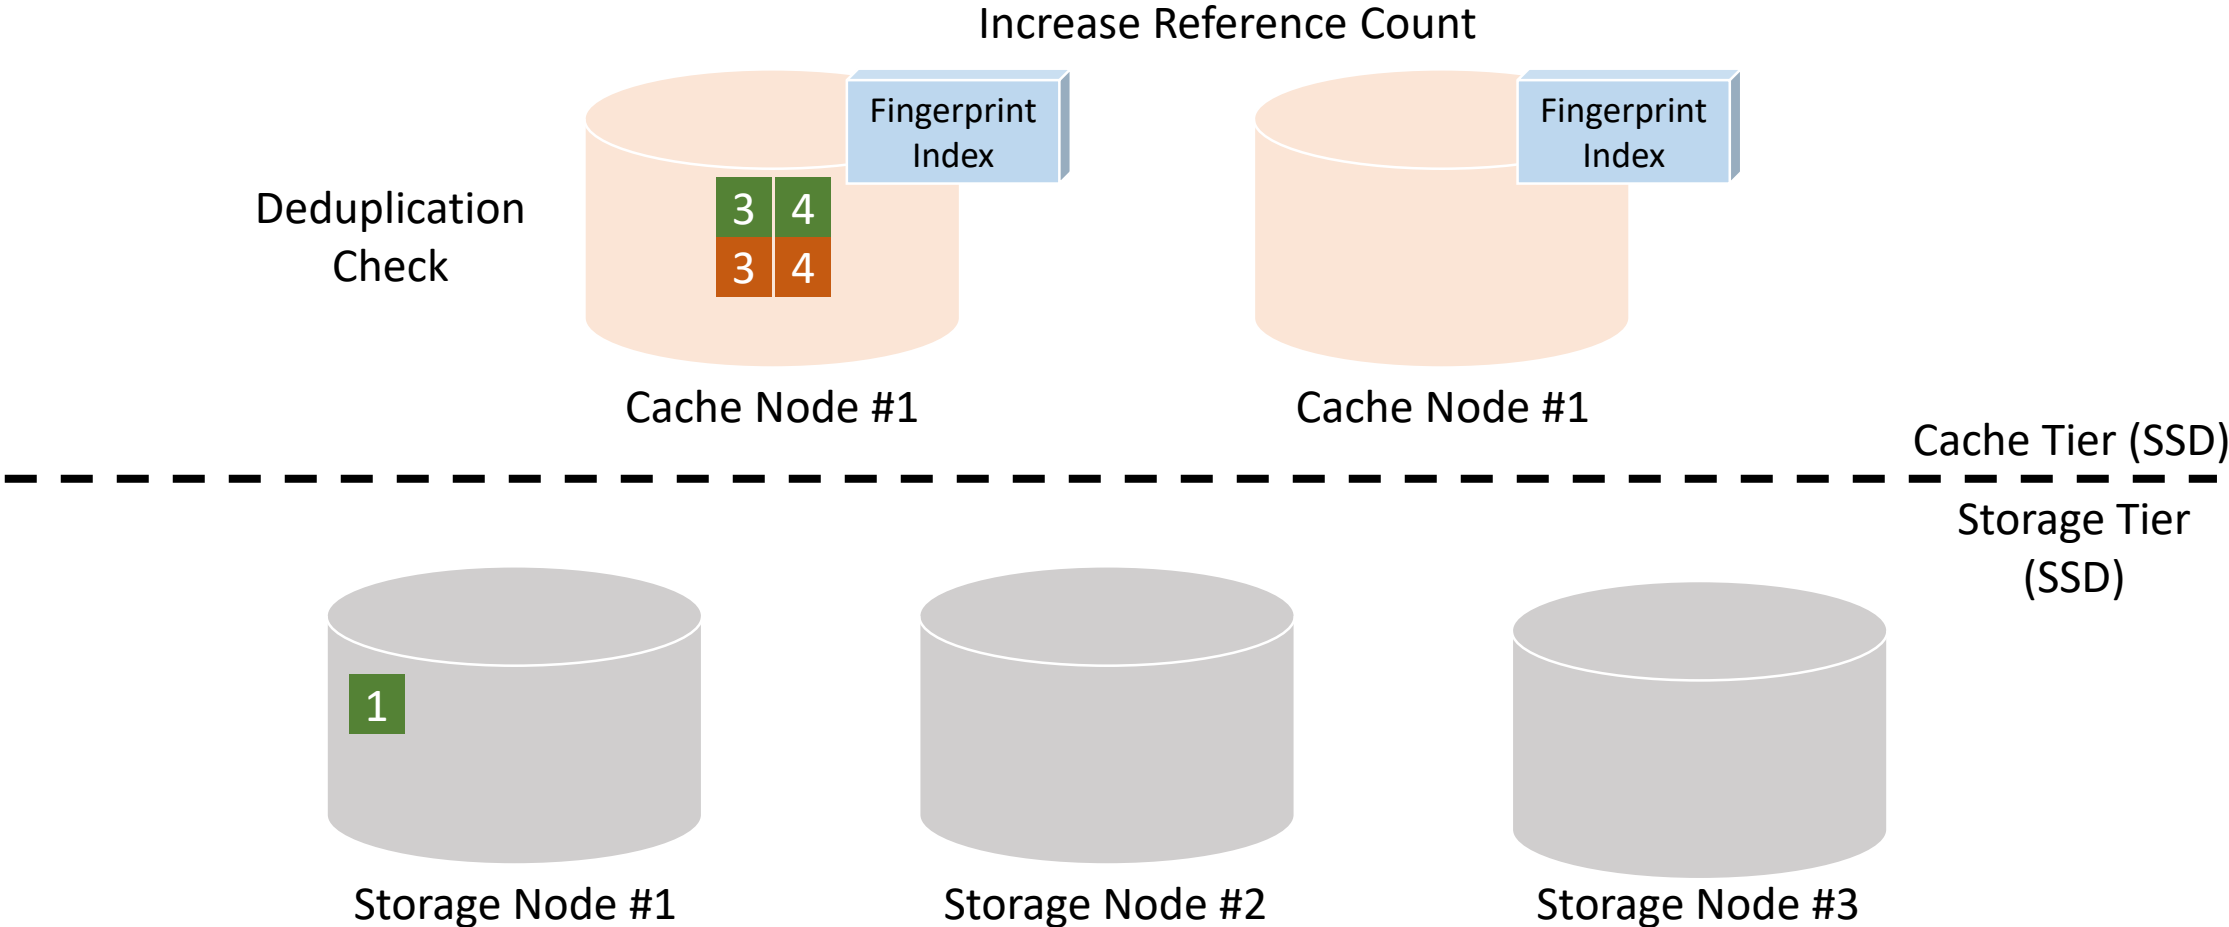 Increase Reference Count
Fingerprint
Index
Fingerprint
Index
Deduplication
Check
3 4
3 4
Cache Node #1
Cache Node #1
Cache Tier (SSD)
Storage Tier
(SSD)
1
Storage Node #1
Storage Node #2
Storage Node #3